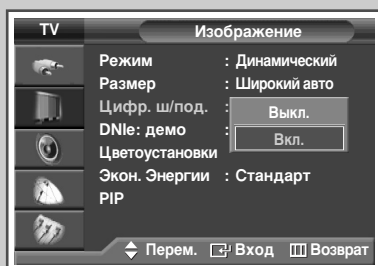 TV
Изображение
Режим : Динамический
Размер : Широкий авто
Цифр. ш/под. :
Выкл.
DNIe: демо :
Вкл.
Цветоустановки
Экон. Энергии : Стандарт
PIP
Перем. Вход Возврат